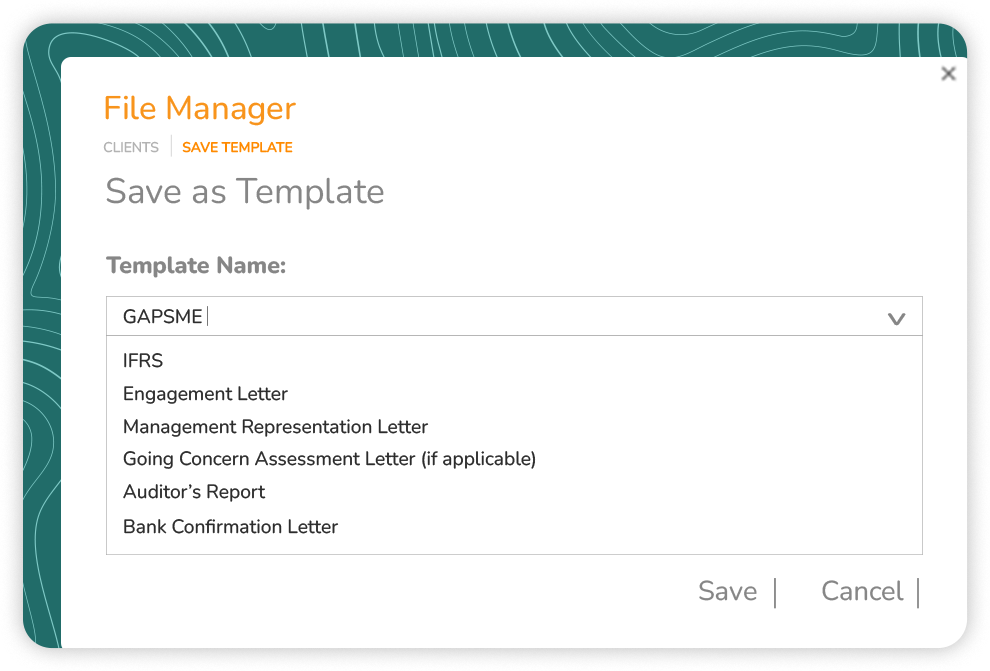 File Manager
CLIENTS | SAVE TEMPLATE
Save as Template
Template Name:
GAPSME
IFRS
Engagement Letter
Management Representation Letter
Going Concern Assessment Letter (if applicable)
Auditor’s Report
Bank Confirmation Letter
Save | Cancel |